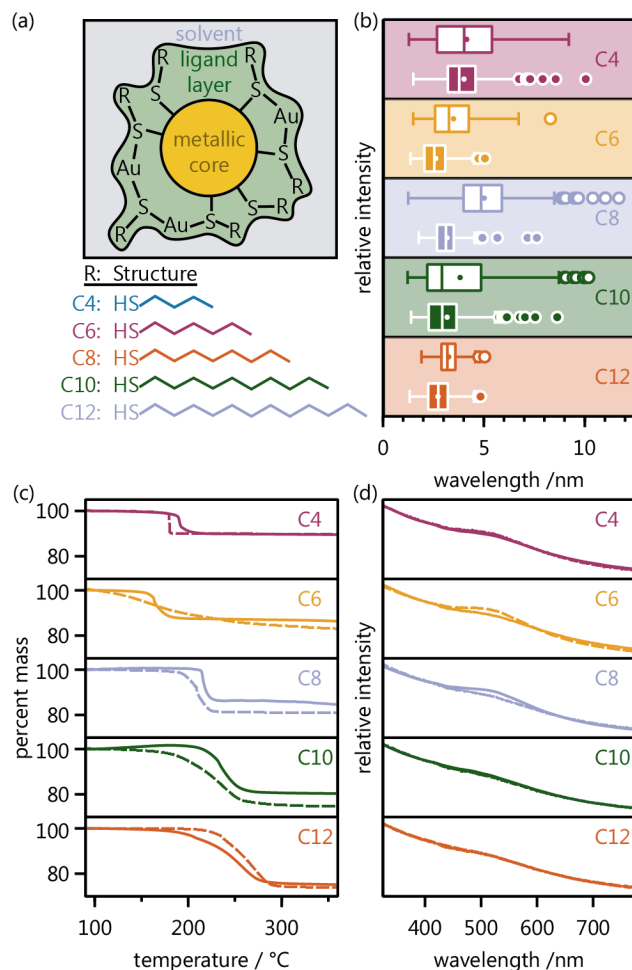 (a)
solvent
ligand
layer
metallic
core
R
S
R
S
Au
S
R
S
R
S
R
S
Au
S
R
S
Au
R: Structure
C4: HS
C6: HS
C8: HS
C10: HS
C12: HS
(b)
relative intensity
C4
C6
C8
C10
C12
0 5 10
wavelength /nm
(c)
percent mass
100
80
C4
100
80
C6
100
80
C8
100
80
C10
100
80
C12
100 200 300
temperature / °C
(d)
relative intensity
C4
C6
C8
C10
C12
400 500 600 700
wavelength /nm